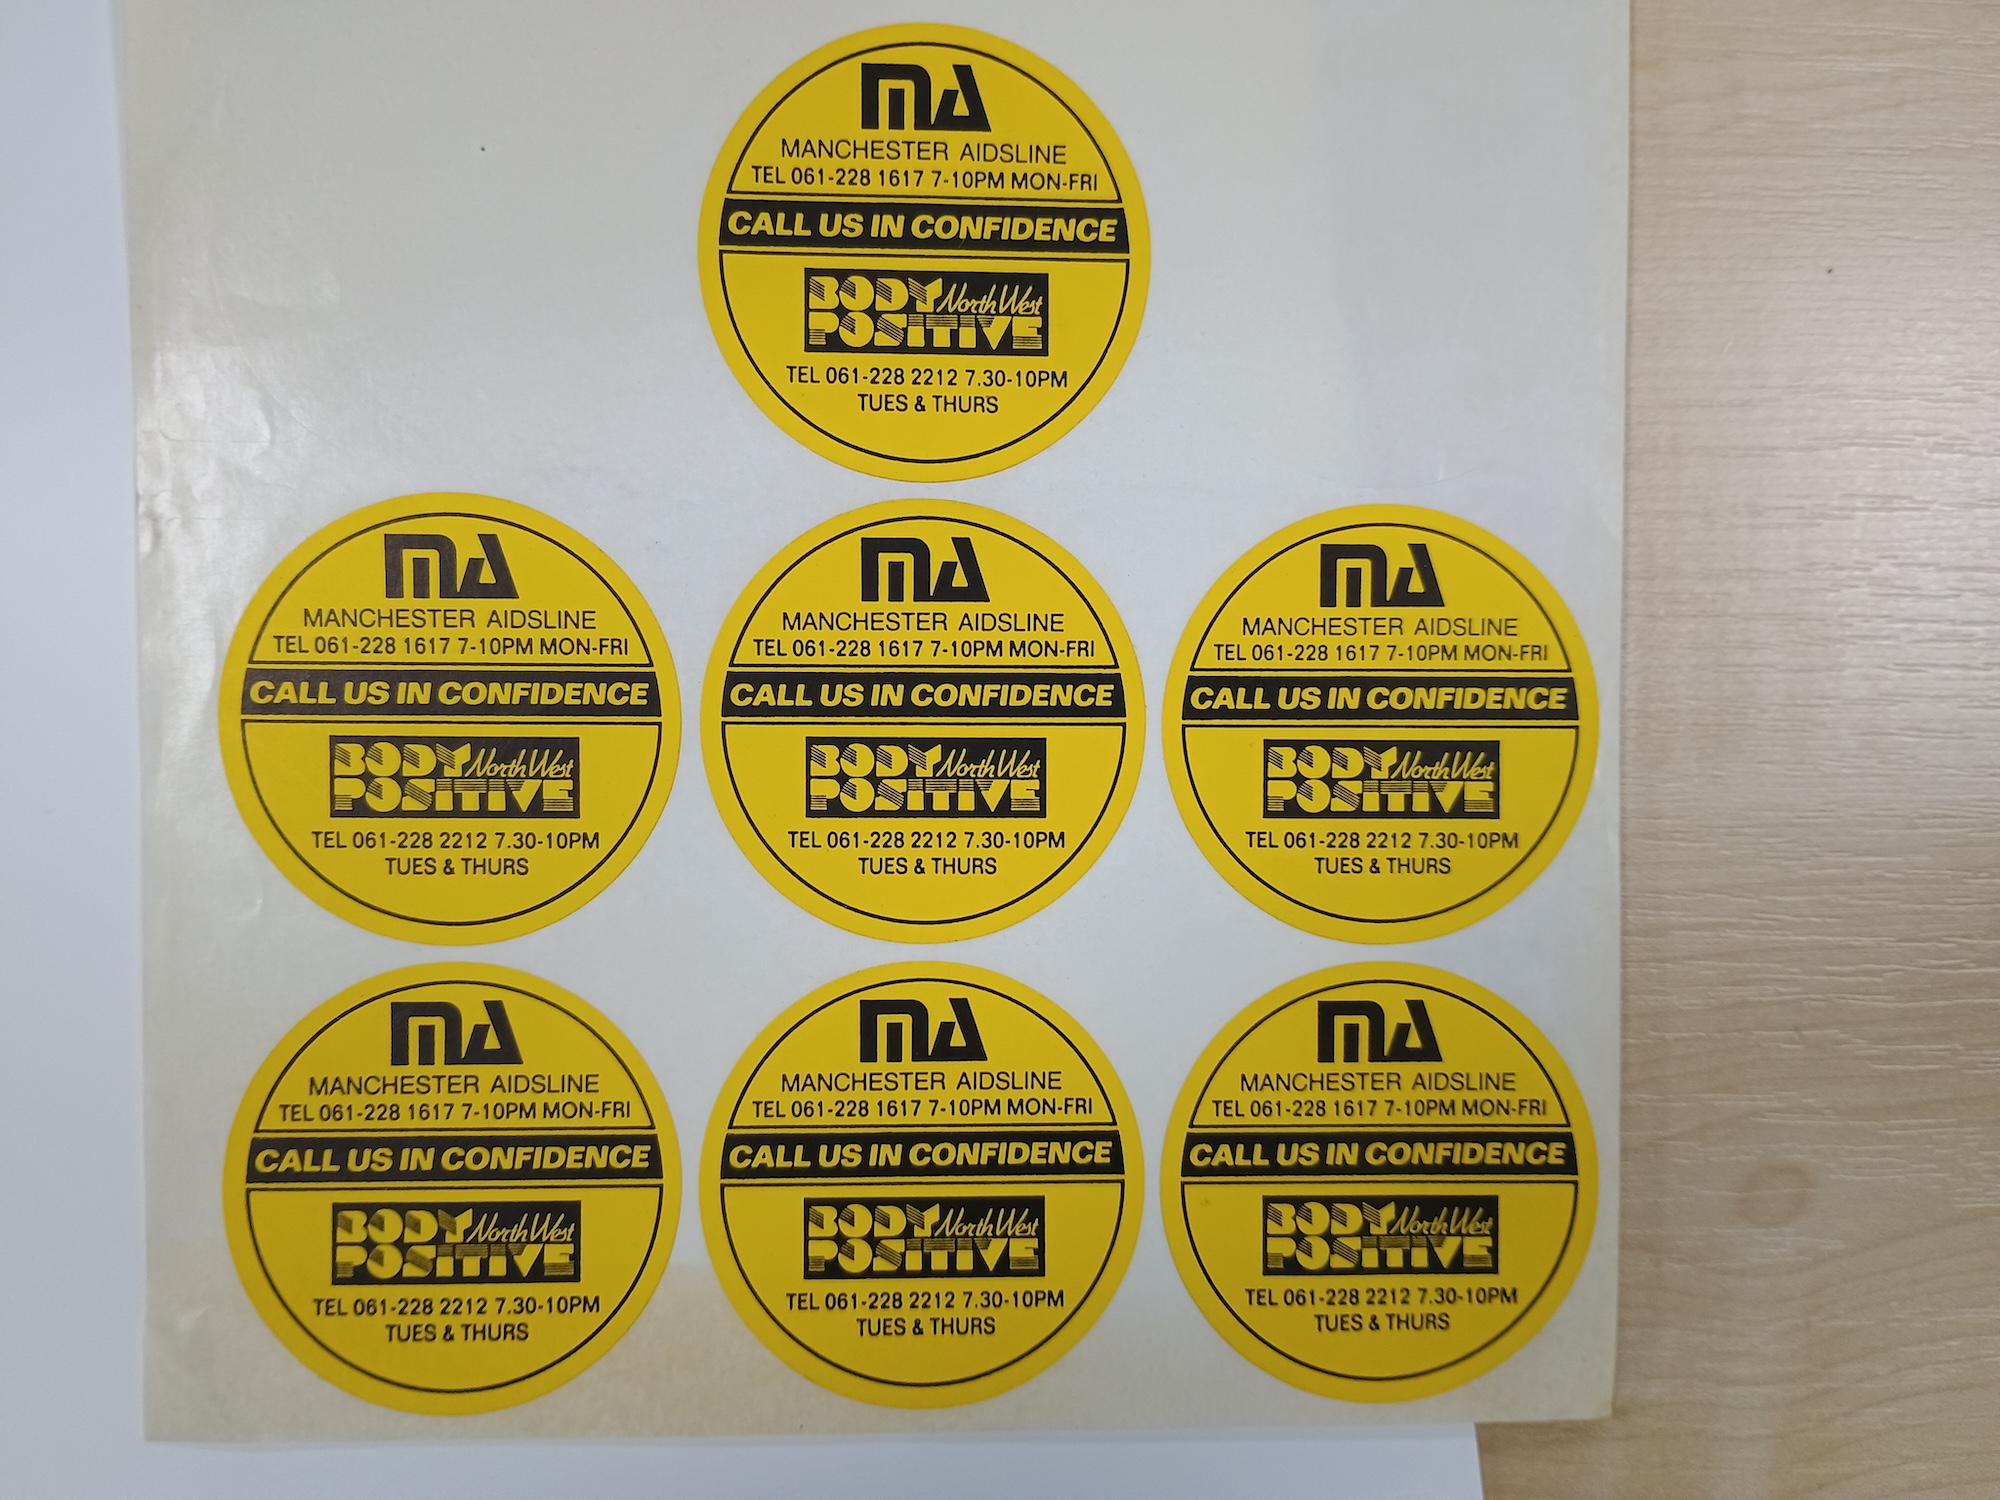 MA
MANCHESTER AIDSLINE
TEL 061-228 1617 7-10PM MON-FRI
CALL US IN CONFIDENCE
BODY North West
POSITIVE
TEL 061-228 2212 7.30-10PM
TUES & THURS
MA
MANCHESTER AIDSLINE
TEL 061-228 1617 7-10PM MON-FRI
CALL US IN CONFIDENCE
BODY North West
POSITIVE
TEL 061-228 2212 7.30-10PM
TUES & THURS
MA
MANCHESTER AIDSLINE
TEL 061-228 1617 7-10PM MON-FRI
CALL US IN CONFIDENCE
BODY North West
POSITIVE
TEL 061-228 2212 7.30-10PM
TUES & THURS
MA
MANCHESTER AIDSLINE
TEL 061-228 1617 7-10PM MON-FRI
CALL US IN CONFIDENCE
BODY North West
POSITIVE
TEL 061-228 2212 7.30-10PM
TUES & THURS
MA
MANCHESTER AIDSLINE
TEL 061-228 1617 7-10PM MON-FRI
CALL US IN CONFIDENCE
BODY North West
POSITIVE
TEL 061-228 2212 7.30-10PM
TUES & THURS
MA
MANCHESTER AIDSLINE
TEL 061-228 1617 7-10PM MON-FRI
CALL US IN CONFIDENCE
BODY North West
POSITIVE
TEL 061-228 2212 7.30-10PM
TUES & THURS
MA
MANCHESTER AIDSLINE
TEL 061-228 1617 7-10PM MON-FRI
CALL US IN CONFIDENCE
BODY North West
POSITIVE
TEL 061-228 2212 7.30-10PM
TUES & THURS